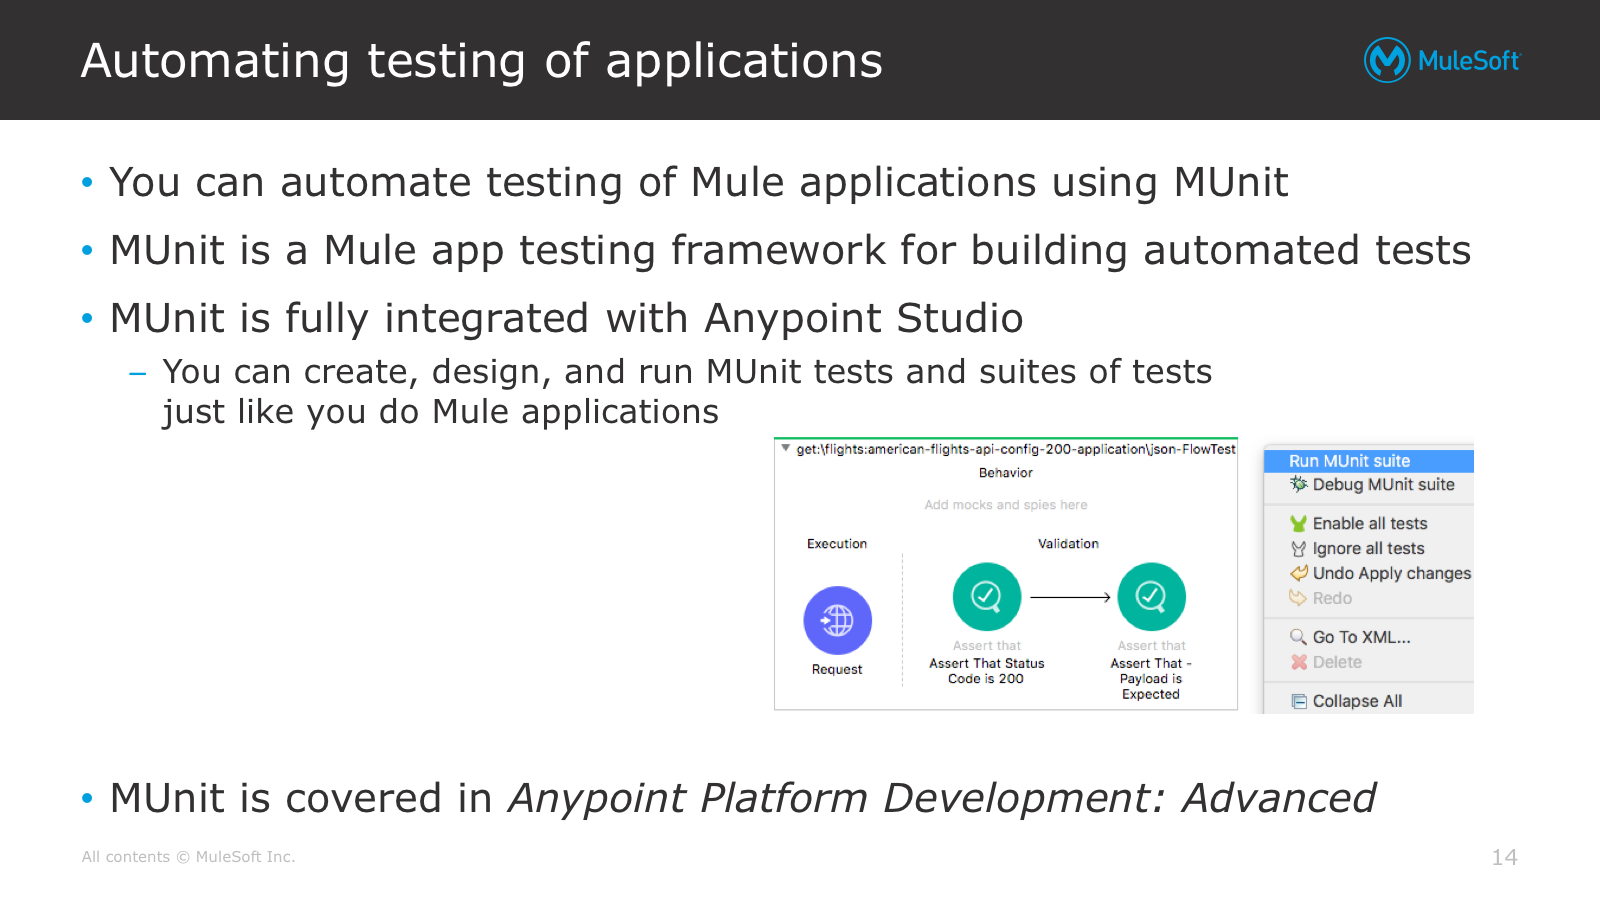 Automating testing of applications
MuleSoft
• You can automate testing of Mule applications using MUnit
• MUnit is a Mule app testing framework for building automated tests
• MUnit is fully integrated with Anypoint Studio
– You can create, design, and run MUnit tests and suites of tests
just like you do Mule applications
get:\flights:american-flights-api-config-200-application\json-FlowTest
Behavior
Add mocks and spies here
Execution
Validation
Request
Assert that
Assert That Status
Code is 200
Assert that
Assert That -
Payload is
Expected
Run MUnit suite
Debug MUnit suite
Enable all tests
Ignore all tests
Undo Apply changes
Redo
Go To XML...
Delete
Collapse All
• MUnit is covered in Anypoint Platform Development: Advanced
All contents © MuleSoft Inc.
14